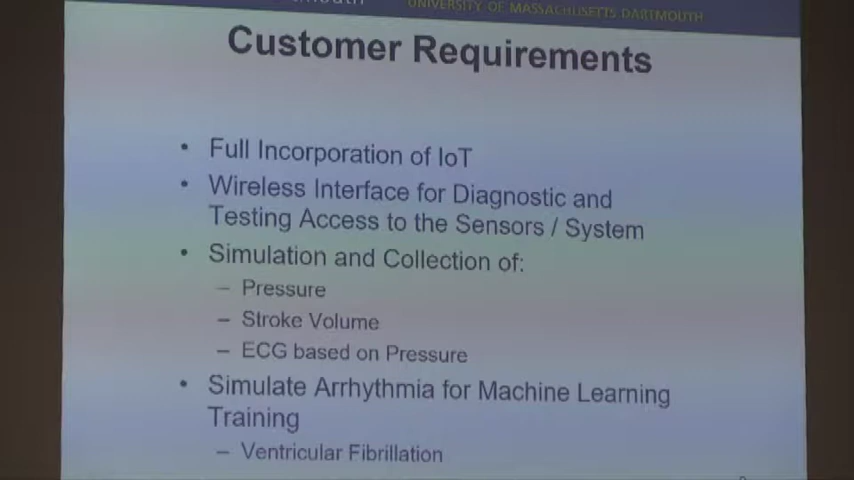 UNIVERSITY OF MASSACHUSETTS DARTMOUTH
Customer Requirements
• Full Incorporation of IoT
• Wireless Interface for Diagnostic and
Testing Access to the Sensors / System
• Simulation and Collection of:
– Pressure
– Stroke Volume
– ECG based on Pressure
• Simulate Arrhythmia for Machine Learning
Training
– Ventricular Fibrillation